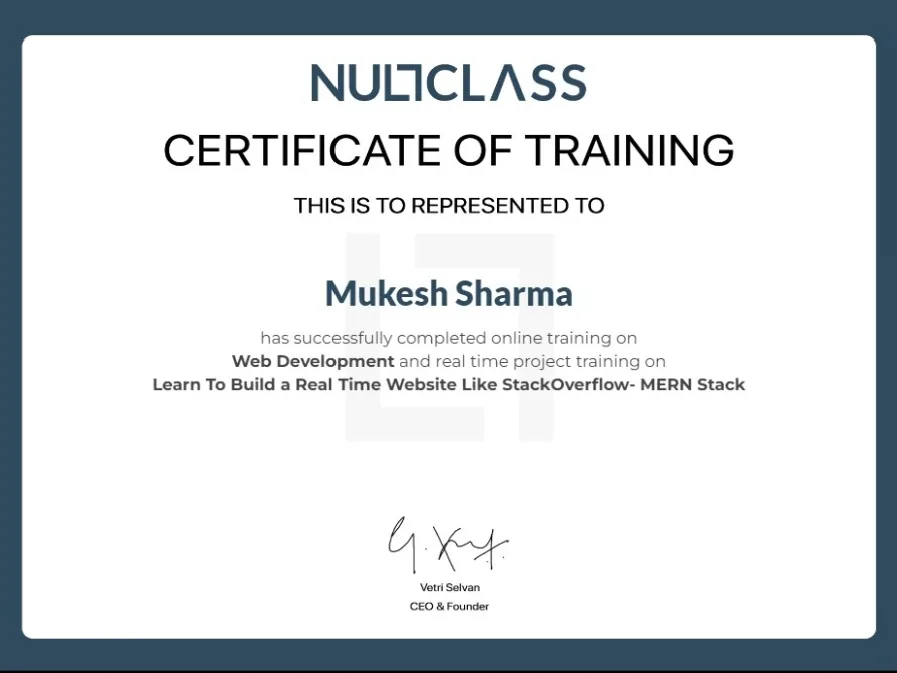 NULLCLASS
CERTIFICATE OF TRAINING
THIS IS TO REPRESENTED TO
Mukesh Sharma
has successfully completed online training on
Web Development and real time project training on
Learn To Build a Real Time Website Like StackOverflow- MERN Stack
Vetri Selvan
CEO & Founder